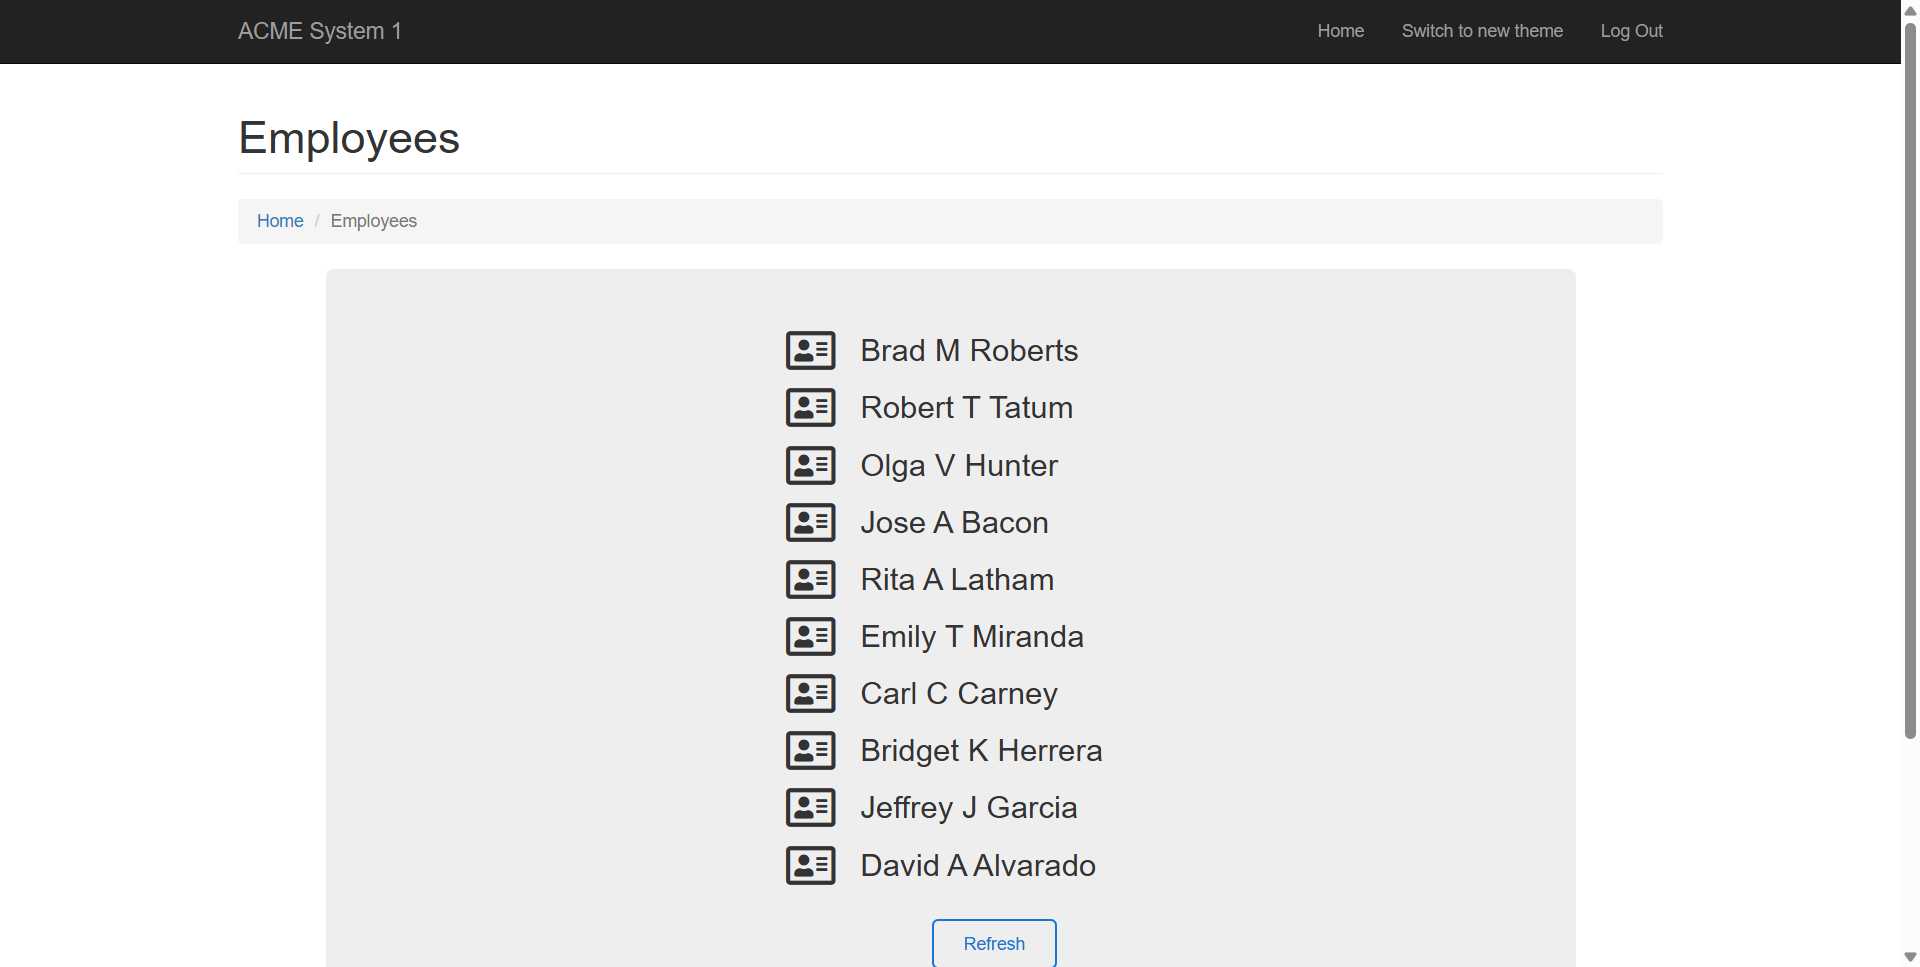 ACME System 1
Home
Switch to new theme
Log Out
Employees
Home / Employees
Brad M Roberts
Robert T Tatum
Olga V Hunter
Jose A Bacon
Rita A Latham
Emily T Miranda
Carl C Carney
Bridget K Herrera
Jeffrey J Garcia
David A Alvarado
Refresh